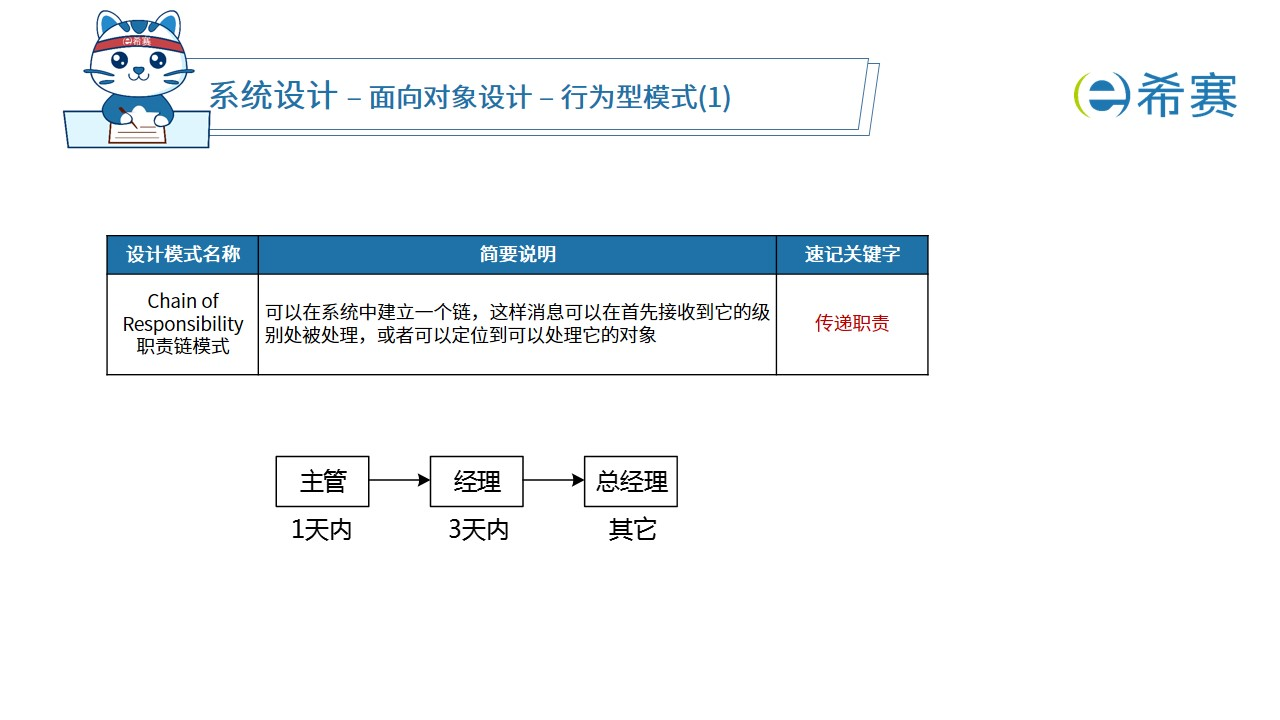 希赛
系统设计 – 面向对象设计 – 行为型模式(1)
希赛
设计模式名称
简要说明
速记关键字
Chain of
Responsibility
职责链模式
可以在系统中建立一个链，这样消息可以在首先接收到它的级
别处被处理，或者可以定位到可以处理它的对象
传递职责
主管
经理
总经理
1天内
3天内
其它